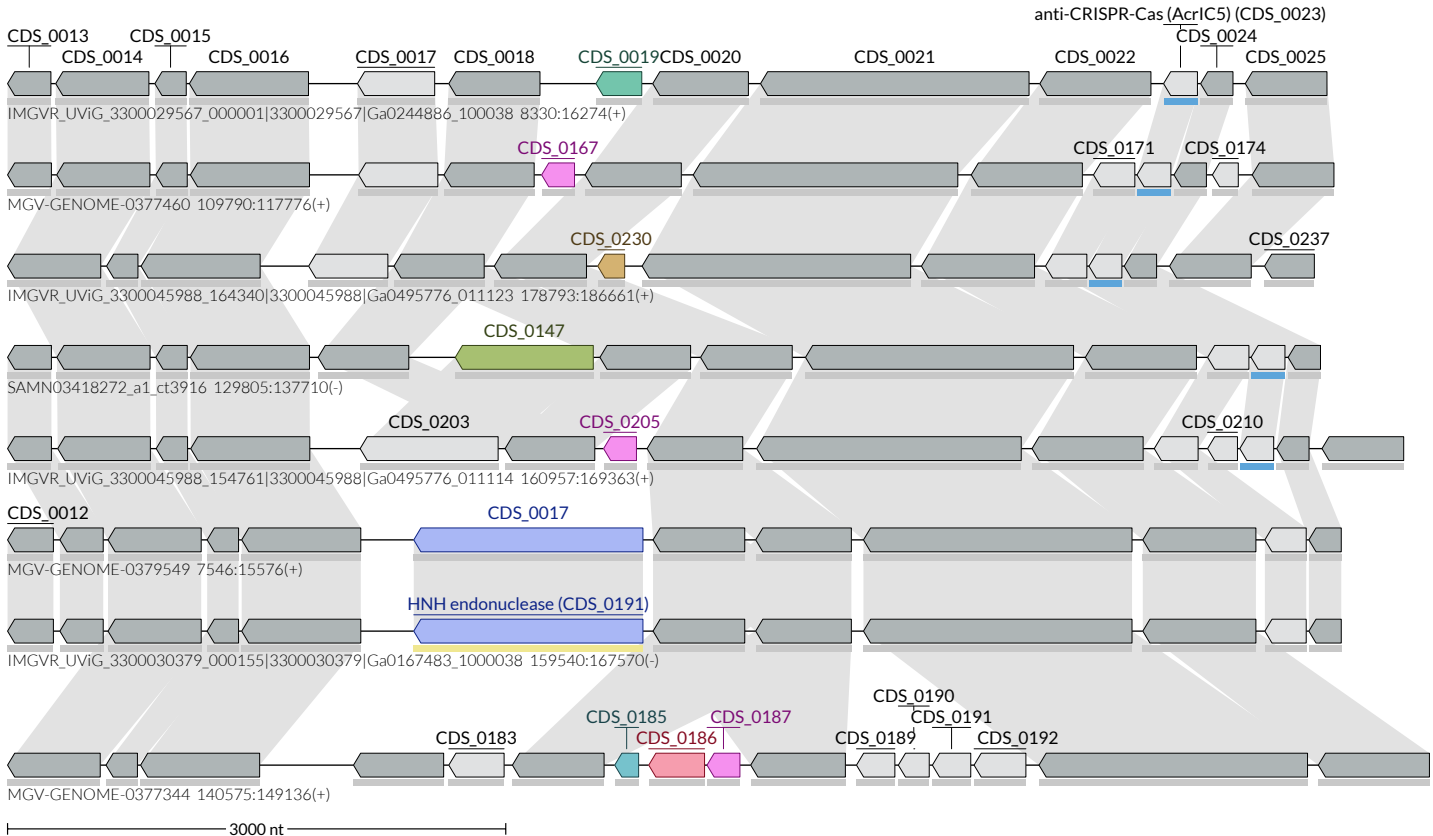 anti-CRISPR-Cas (AcrIC5) (CDS_0023)
CDS_0013 CDS_0015 CDS_0024
CDS_0014 CDS_0016 CDS_0017 CDS_0018 CDS_0019 CDS_0020 CDS_0021 CDS_0022 CDS_0025
IMGVR_UViG_3300029567_000001|3300029567|Ga0244886_100038 8330:16274(+)
CDS_0167 CDS_0171 CDS_0174
MGV-GENOME-0377460 109790:117776(+)
CDS_0230 CDS_0237
IMGVR_UViG_3300045988_164340|3300045988|Ga0495776_011123 178793:186661(+)
CDS_0147
SAMN03418272_a1_ct3916 129805:137710(-)
CDS_0203 CDS_0205 CDS_0210
IMGVR_UViG_3300045988_154761|3300045988|Ga0495776_011114 160957:169363(+)
CDS_0012 CDS_0017
MGV-GENOME-0379549 7546:15576(+)
HNH endonuclease (CDS_0191)
IMGVR_UViG_3300030379_000155|3300030379|Ga0167483_1000038 159540:167570(-)
CDS_0190
CDS_0185 CDS_0187 CDS_0191
CDS_0183 CDS_0186 CDS_0189 CDS_0192
MGV-GENOME-0377344 140575:149136(+)
3000 nt